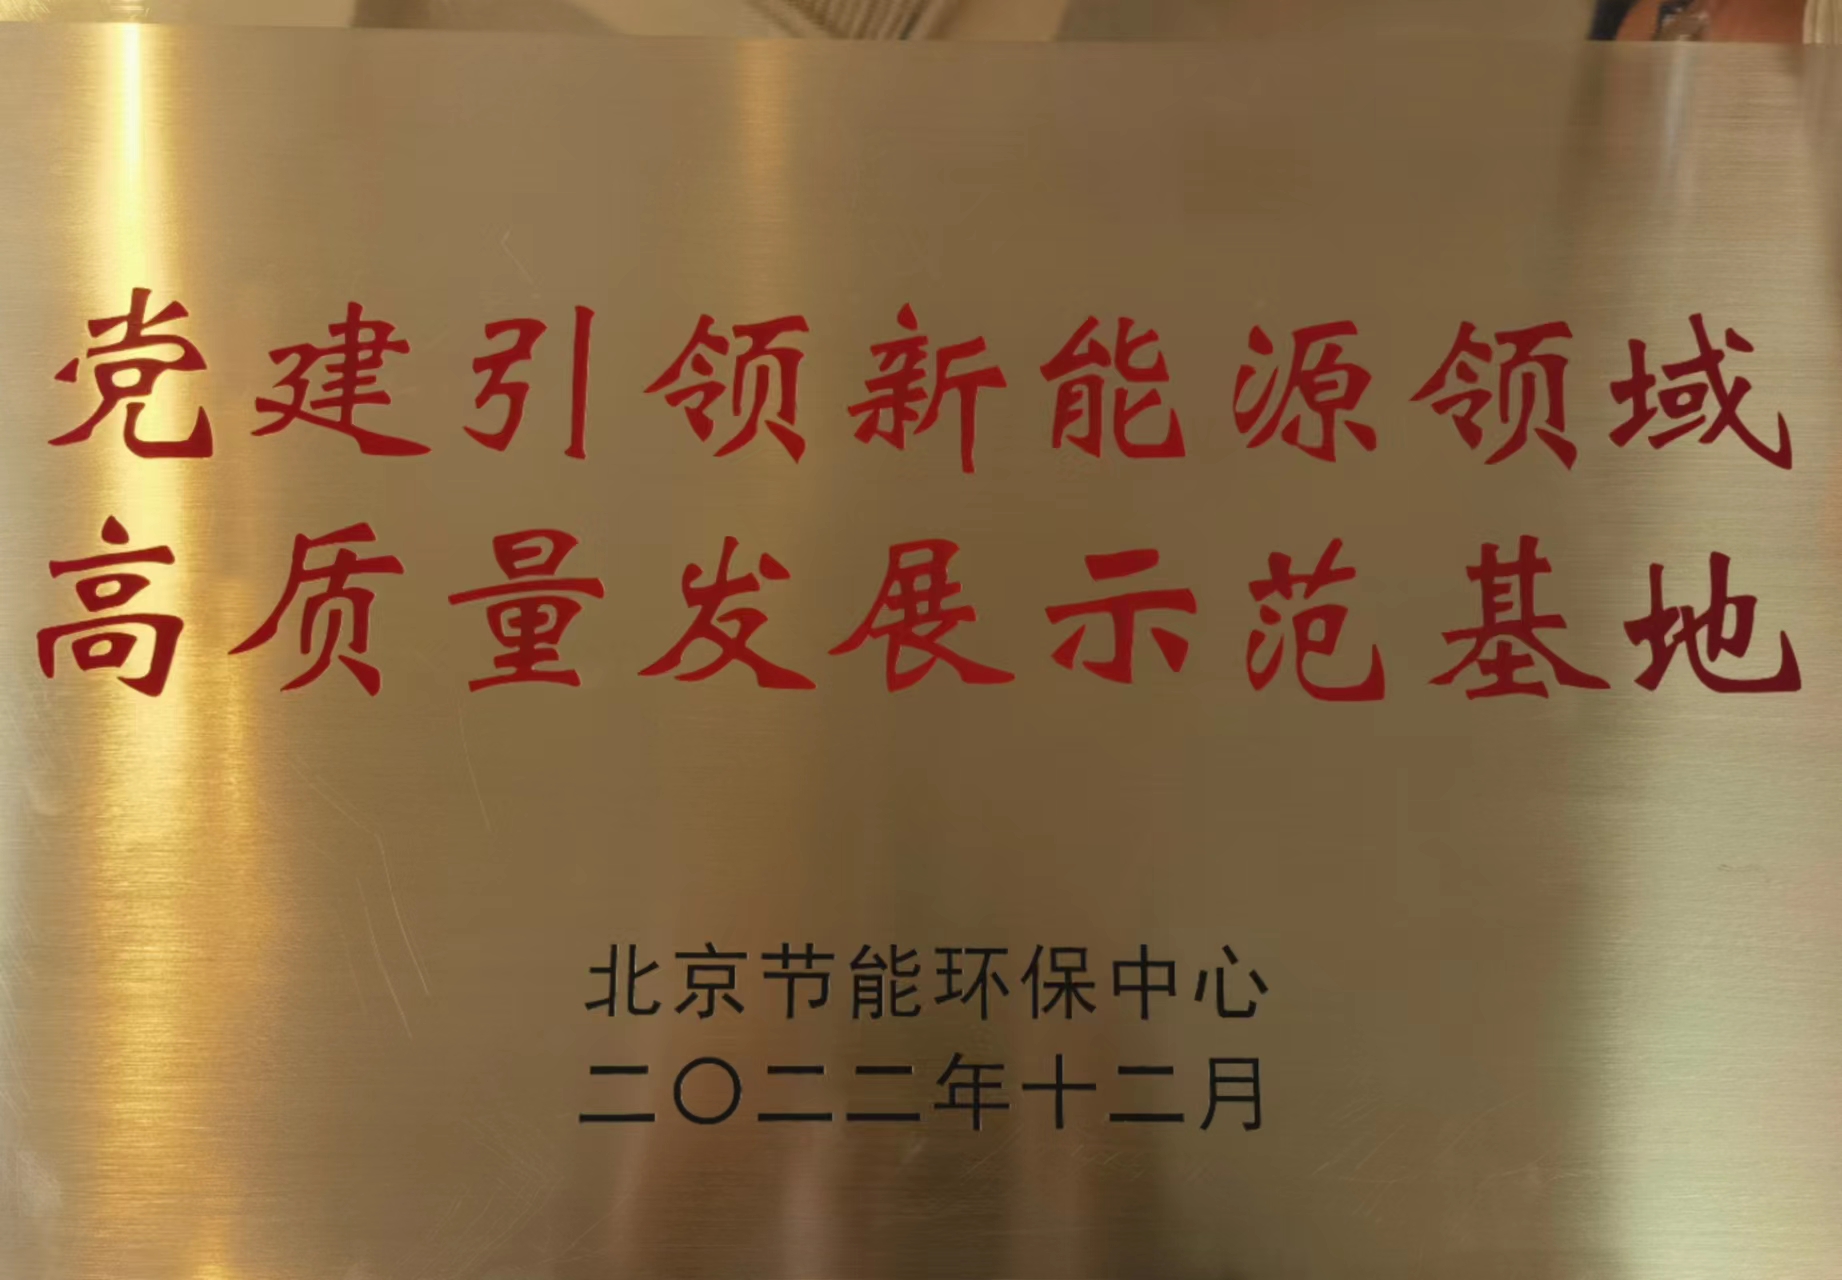 党建引领新能源领域
高质量发展示范基地
北京节能环保中心
二〇二二年十二月